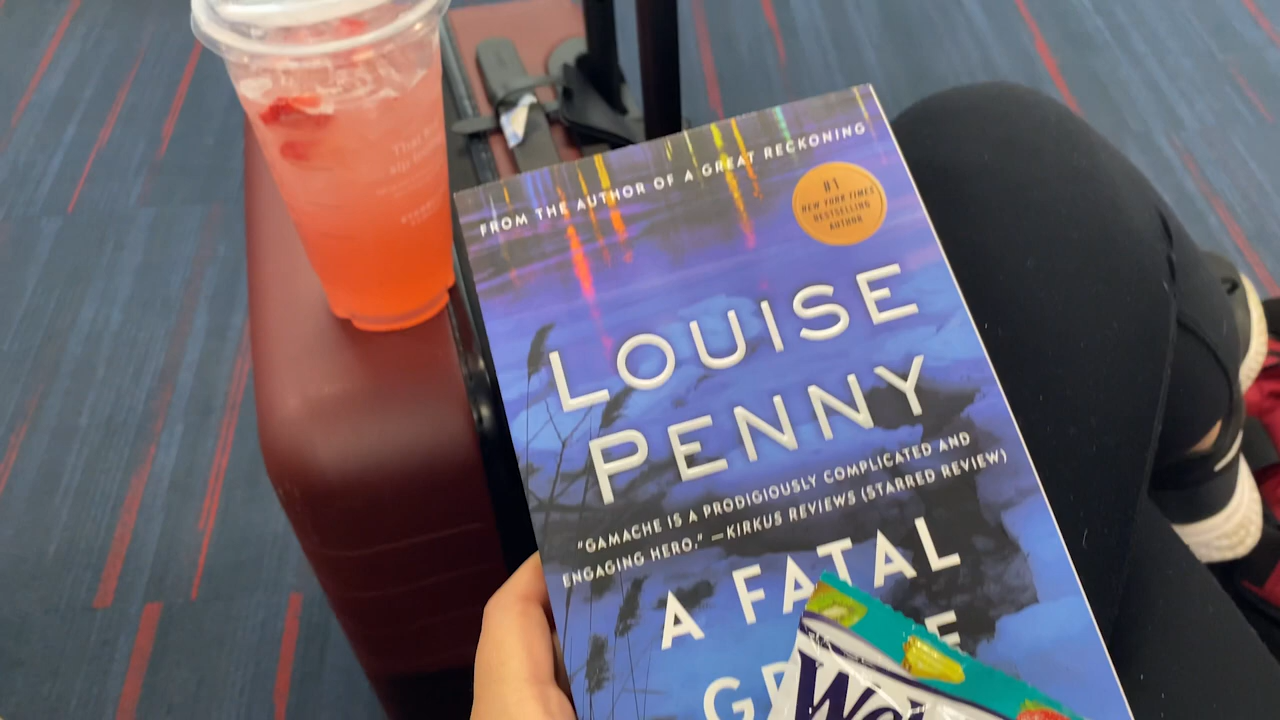 FROM THE AUTHOR OF A GREAT RECKONING
#1
NEW YORK TIMES
BESTSELLING
AUTHOR
LOUISE
PENNY
"GAMACHE IS A PRODIGIOUSLY COMPLICATED AND
ENGAGING HERO." —KIRKUS REVIEWS (STARRED REVIEW)
A FATAL